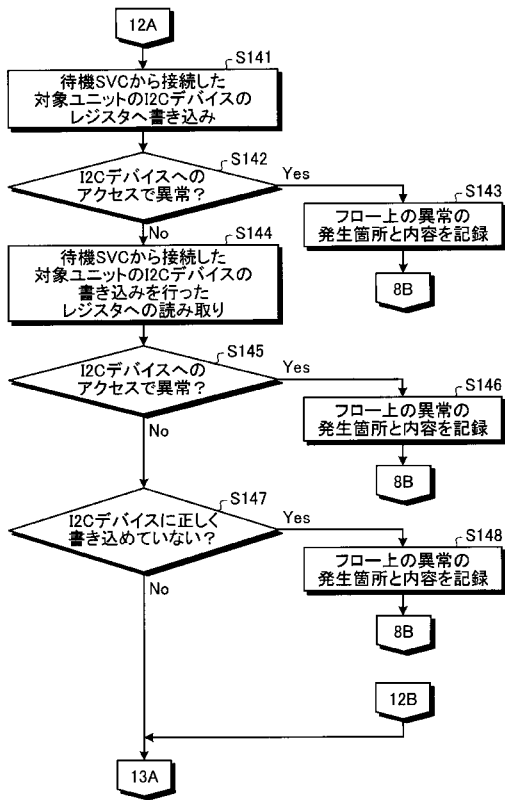 12A
S141
待機SVCから接続した
対象ユニットのI2Cデバイスの
レジスタへ書き込み
S142
I2Cデバイスへの
アクセスで異常?
Yes
No
S143
フロー上の異常の
発生箇所と内容を記録
8B
S144
待機SVCから接続した
対象ユニットのI2Cデバイスの
書き込みを行った
レジスタへの読み取り
S145
I2Cデバイスへの
アクセスで異常?
Yes
No
S146
フロー上の異常の
発生箇所と内容を記録
8B
S147
I2Cデバイスに正しく
書き込めていない?
Yes
No
S148
フロー上の異常の
発生箇所と内容を記録
8B
12B
13A